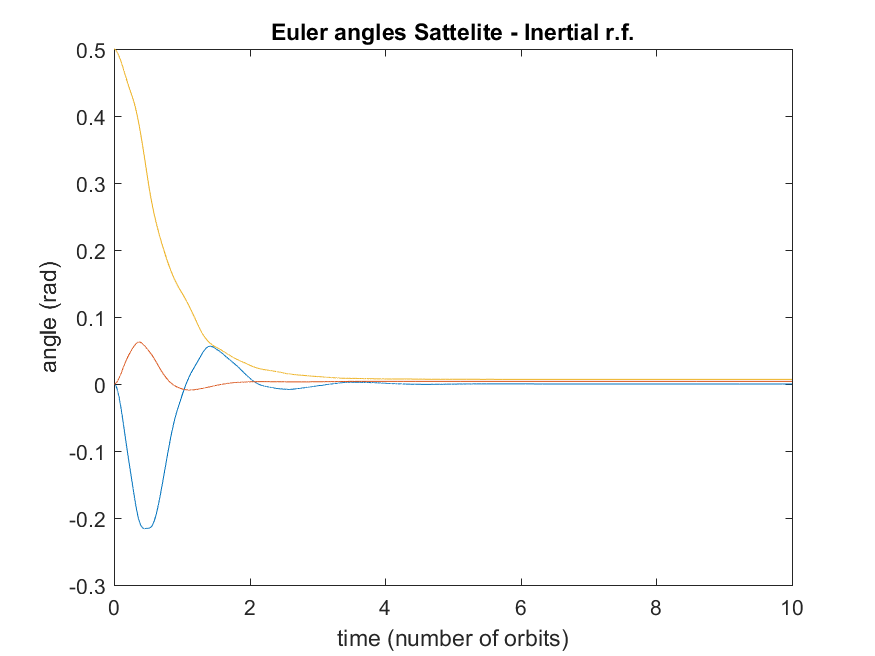 Euler angles Sattelite - Inertial r.f.
0.5
0.4
0.3
0.2
0.1
0
-0.1
-0.2
-0.3
angle (rad)
0 2 4 6 8 10
time (number of orbits)